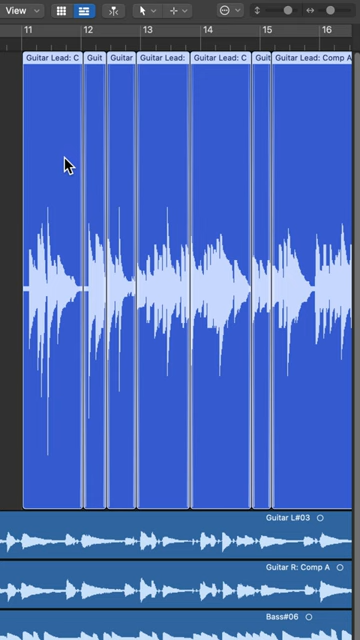 View
11 12 13 14 15 16
Guitar Lead: C Guit Guitar Guitar Lead: Guitar Lead: C Guit Guitar Lead: Comp A
Guitar L#03
Guitar R: Comp A
Bass#06